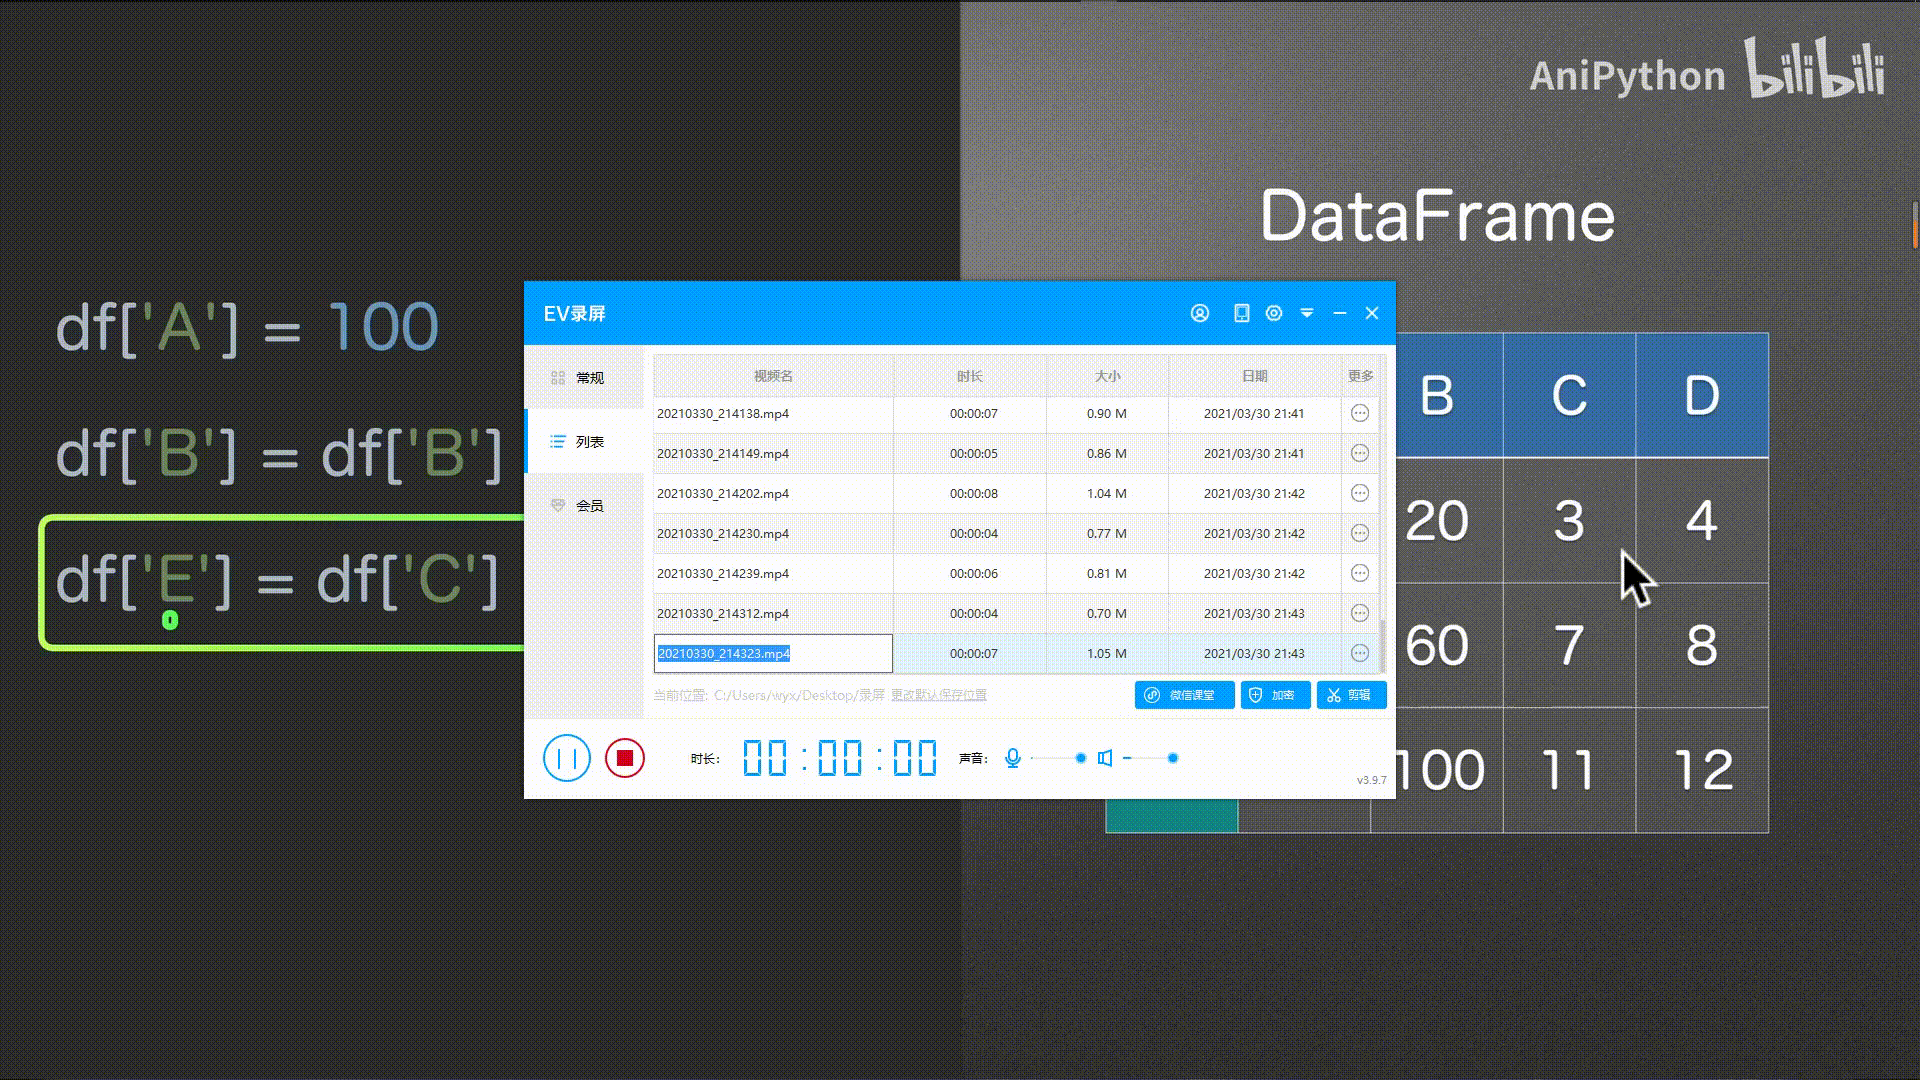 AniPython bilibili
DataFrame
df['A'] = 100
df['B'] = df['B']
df['E'] = df['C']
B C D
20 3 4
60 7 8
100 11 12
EV录屏
常规
列表
会员
视频名 时长 大小 日期 更多
20210330_214138.mp4 00:00:07 0.90 M 2021/03/30 21:41
20210330_214149.mp4 00:00:05 0.86 M 2021/03/30 21:41
20210330_214202.mp4 00:00:08 1.04 M 2021/03/30 21:42
20210330_214230.mp4 00:00:04 0.77 M 2021/03/30 21:42
20210330_214239.mp4 00:00:06 0.81 M 2021/03/30 21:42
20210330_214312.mp4 00:00:04 0.70 M 2021/03/30 21:43
20210330_214323.mp4 00:00:07 1.05 M 2021/03/30 21:43
当前位置: C:/Users/wyx/Desktop/录屏 更改默认保存位置
微信课堂 加密 剪辑
时长: 00:00:00 声音:
v3.9.7